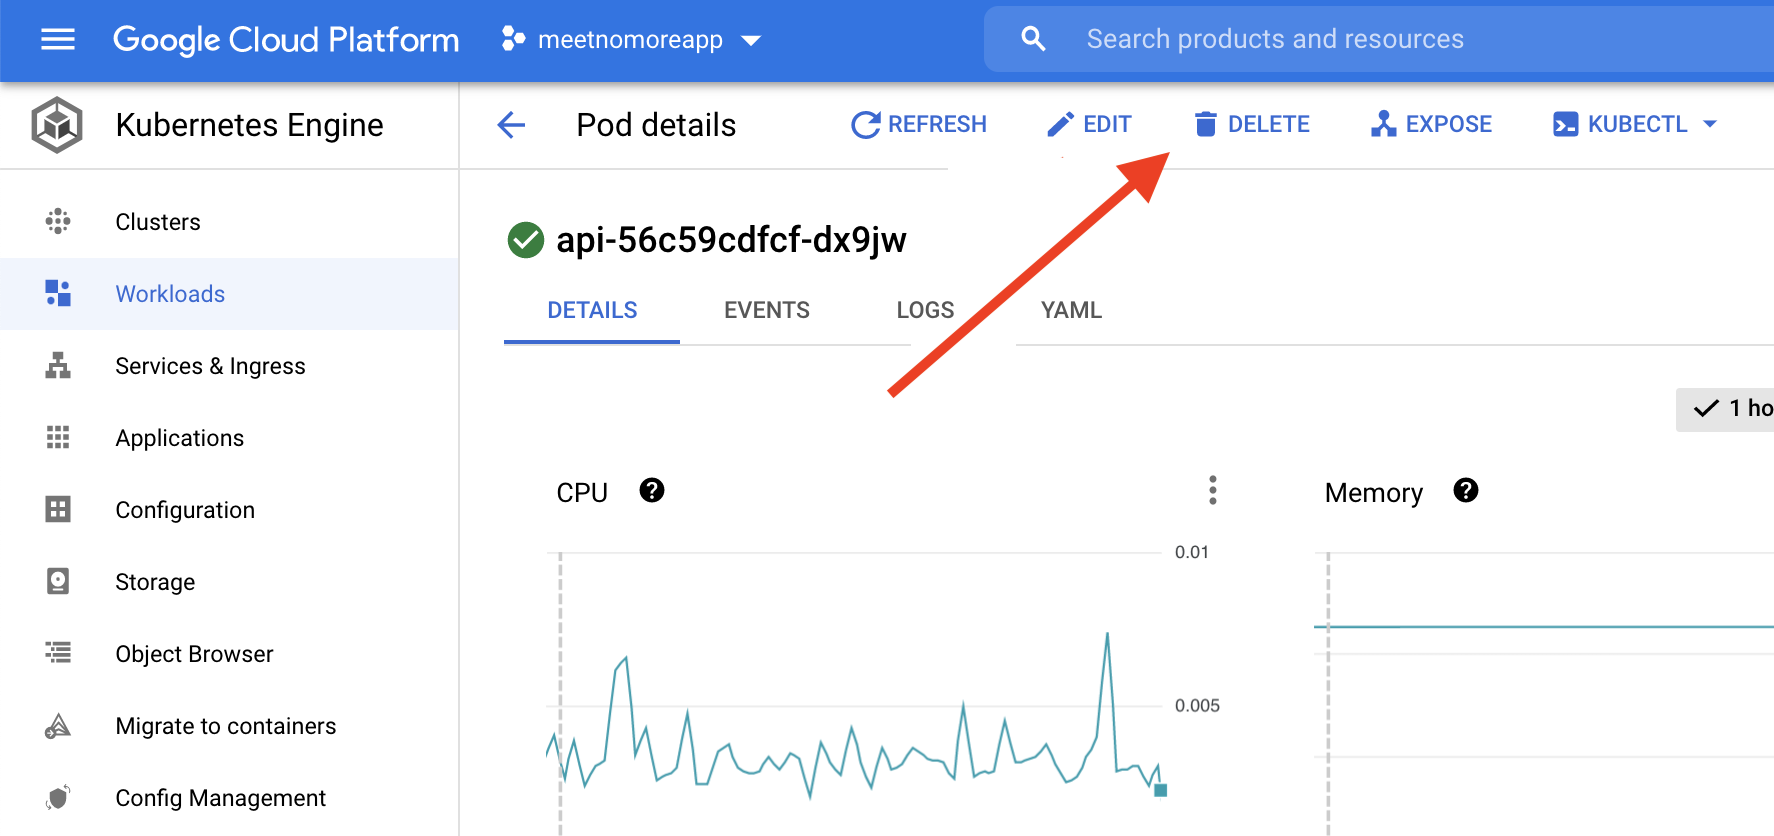 Google Cloud Platform meetnomoreapp Search products and resources
Kubernetes Engine
Pod details REFRESH EDIT DELETE EXPOSE KUBECTL
Clusters
Workloads
Services & Ingress
Applications
Configuration
Storage
Object Browser
Migrate to containers
Config Management
api-56c59cdfcf-dx9jw
DETAILS EVENTS LOGS YAML
1 ho
CPU ?
0.01
0.005
Memory ?